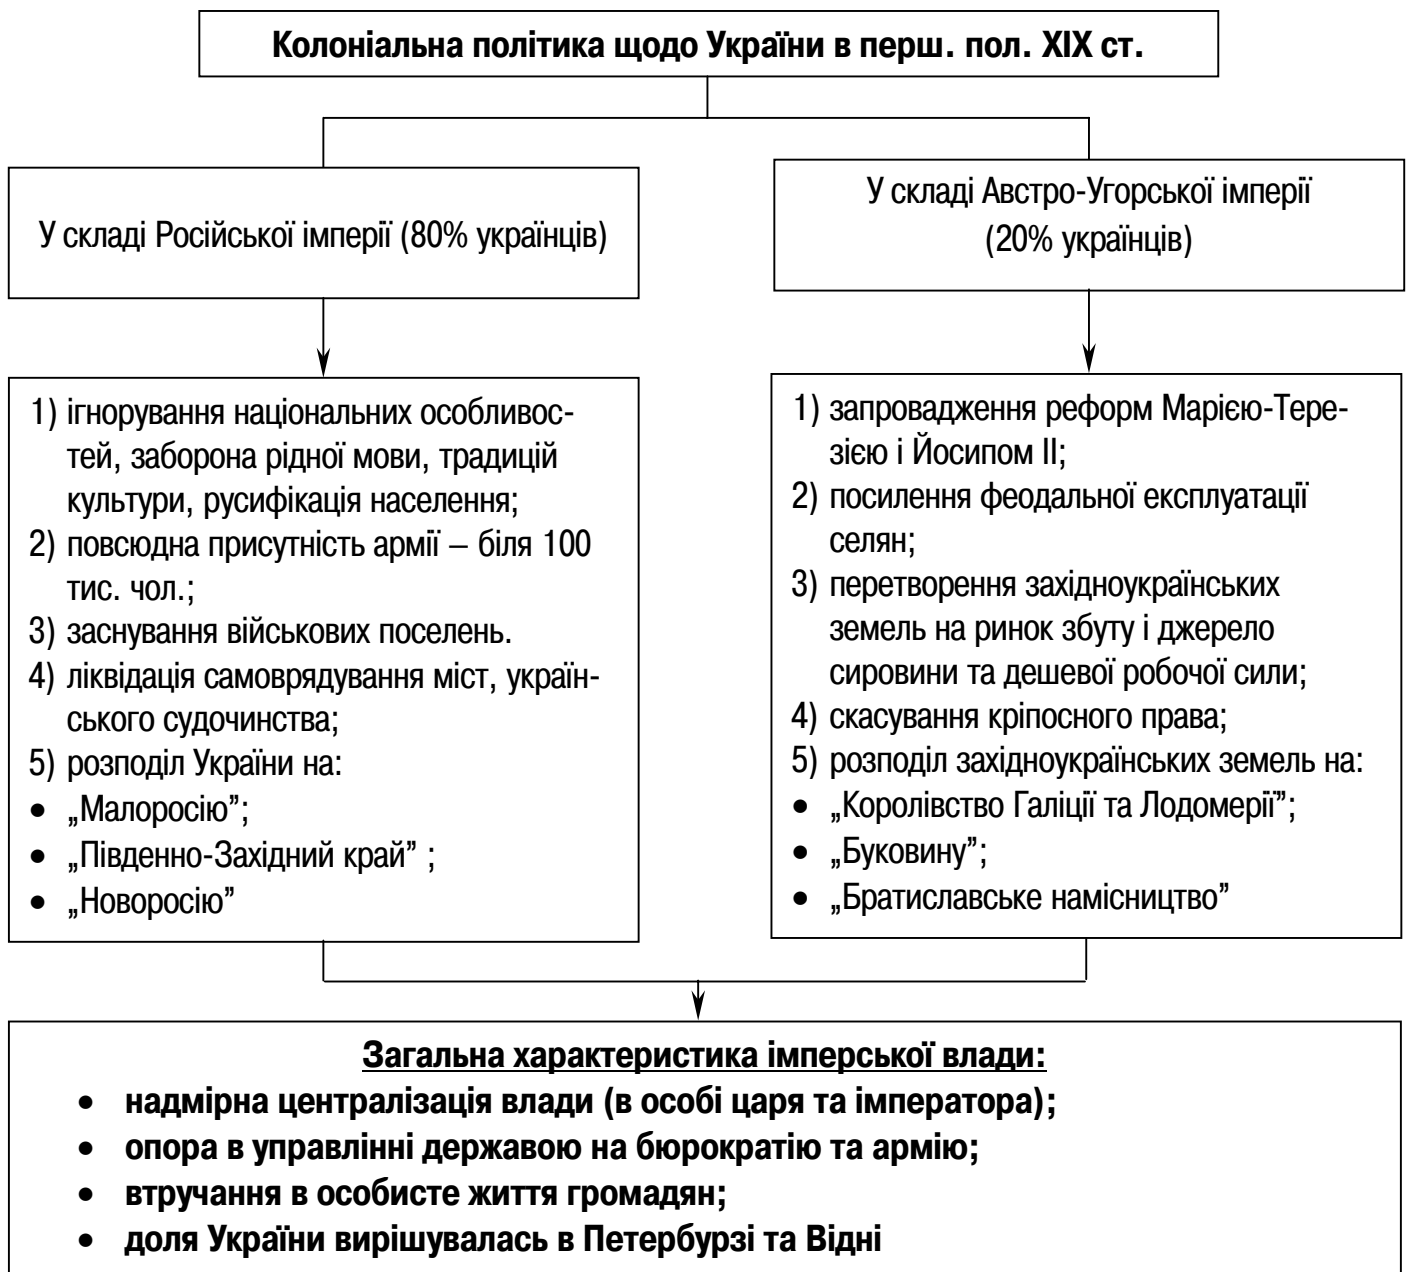 Колоніальна політика щодо України в перш. пол. XIX ст.
У складі Російської імперії (80% українців)
У складі Австро-Угорської імперії
(20% українців)
1) ігнорування національних особливос-
тей, заборона рідної мови, традицій
культури, русифікація населення;
2) повсюдна присутність армії – біля 100
тис. чол.;
3) заснування військових поселень.
4) ліквідація самоврядування міст, україн-
ського судочинства;
5) розподіл України на:
• „Малоросію”;
• „Південно-Західний край” ;
• „Новоросію”
1) запровадження реформ Марією-Тере-
зією і Йосипом II;
2) посилення феодальної експлуатації
селян;
3) перетворення західноукраїнських
земель на ринок збуту і джерело
сировини та дешевої робочої сили;
4) скасування кріпосного права;
5) розподіл західноукраїнських земель на:
• „Королівство Галіції та Лодомерії”;
• „Буковину”;
• „Братиславське намісництво”
Загальна характеристика імперської влади:
• надмірна централізація влади (в особі царя та імператора);
• опора в управлінні державою на бюрократію та армію;
• втручання в особисте життя громадян;
• доля України вирішувалась в Петербурзі та Відні